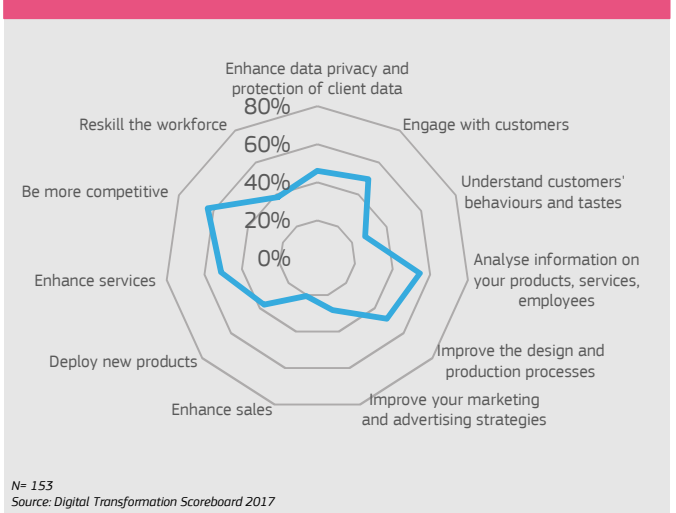 Enhance data privacy and
protection of client data
80%
Reskill the workforce
Engage with customers
60%
Be more competitive
40%
Understand customers'
behaviours and tastes
20%
0%
Enhance services
Analyse information on
your products, services,
employees
Deploy new products
Improve the design and
production processes
Enhance sales
Improve your marketing
and advertising strategies
N= 153
Source: Digital Transformation Scoreboard 2017